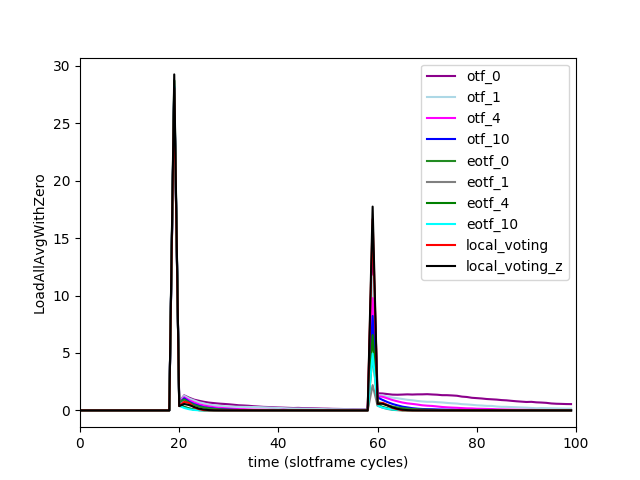 LoadAllAvgWithZero
30
25
20
15
10
5
0
otf_0
otf_1
otf_4
otf_10
eotf_0
eotf_1
eotf_4
eotf_10
local_voting
local_voting_z
0 20 40 60 80 100
time (slotframe cycles)